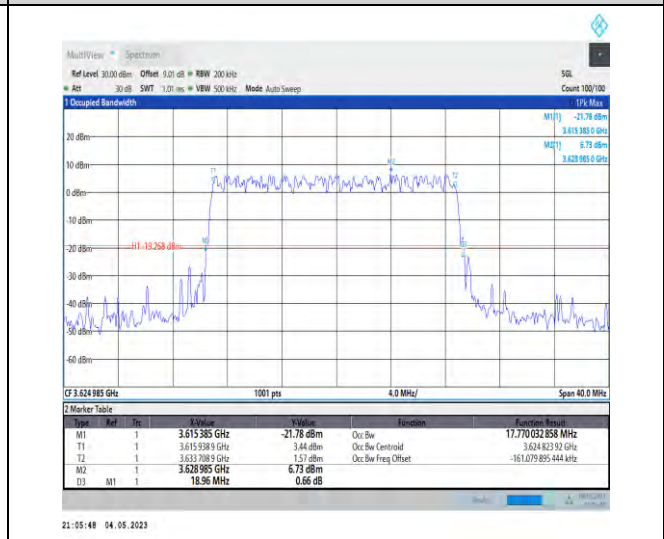 MultiView Spectrum
Ref Level 30.00 dBm Offset 9.01 dB RBW 200 kHz SGL
Att 30 dB SWT 1.01 ms VBW 500 kHz Mode Auto Sweep Count 100/100
1 Occupied Bandwidth 1Pk Max
M1[1] -21.78 dBm
3.615 385 0 GHz
M2[1] 6.73 dBm
3.628 985 0 GHz
20 dBm
10 dBm
M2
T1
T2
0 dBm
-10 dBm
M1
D3
-20 dBm
H1 -19.268 dBm
-30 dBm
-40 dBm
-50 dBm
-60 dBm
CF 3.624 985 GHz 1001 pts 4.0 MHz/ Span 40.0 MHz
2 Marker Table
Type Ref Trc X-Value Y-Value Function Function Result
M1 1 3.615 385 GHz -21.78 dBm Occ Bw 17.770 032 858 MHz
T1 1 3.615 938 9 GHz 3.44 dBm Occ Bw Centroid 3.624 823 92 GHz
T2 1 3.633 708 9 GHz 1.57 dBm Occ Bw Freq Offset -161.079 895 444 kHz
M2 1 3.628 985 GHz 6.73 dBm
D3 M1 1 18.96 MHz 0.66 dB
21:05:48 04.05.2023